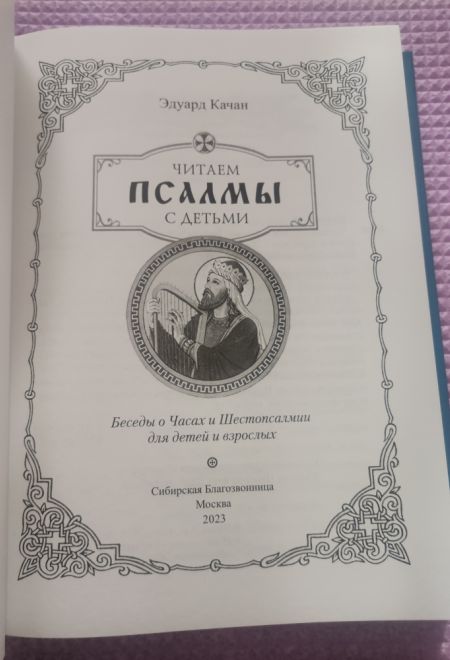 Эдуард Качан
ЧИТАЕМ
ПСАЛМЫ
С ДЕТЬМИ
Беседы о Часах и Шестопсалмии
для детей и взрослых
Сибирская Благозвонница
Москва
2023